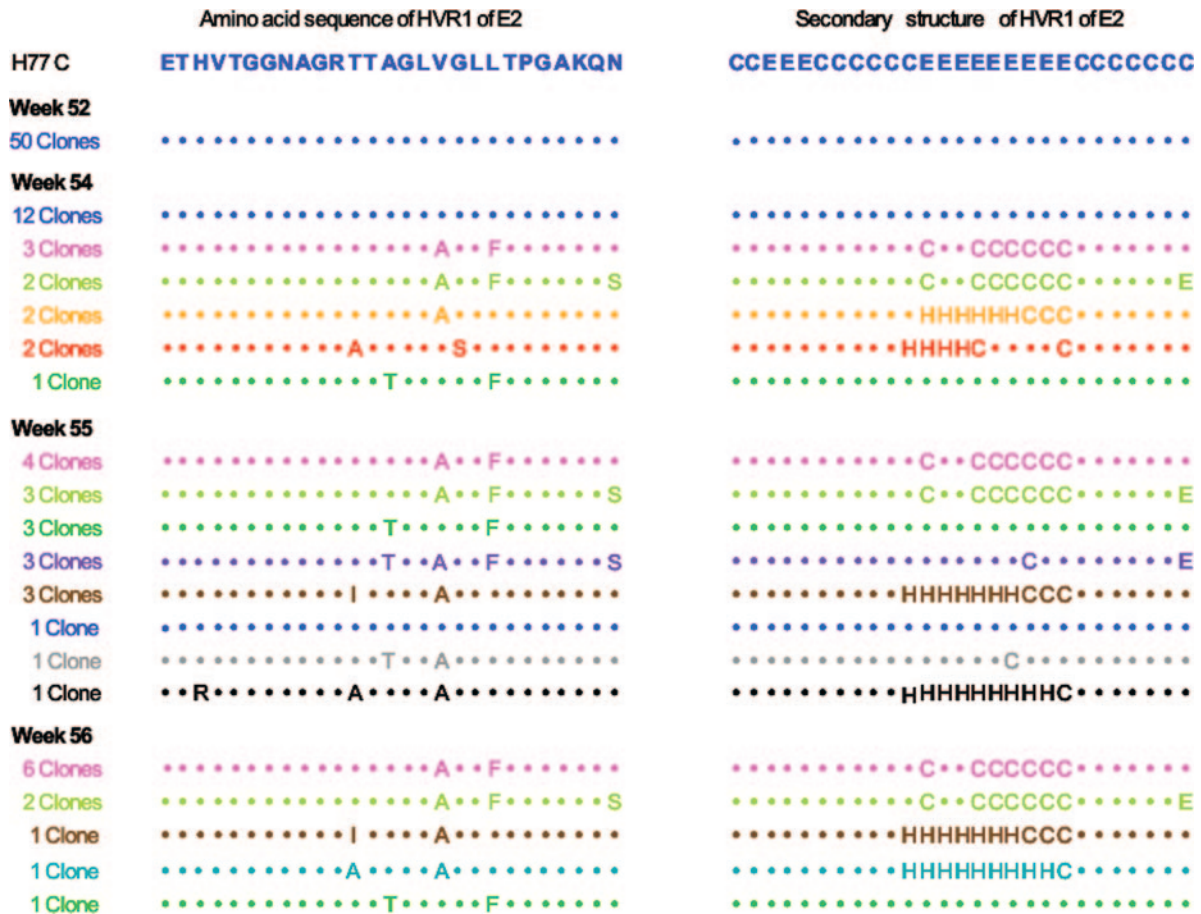 Amino acid sequence of HVR1 of E2 Secondary structure of HVR1 of E2
H77 C ETHVTGGNAGRTTAGLVGLLTPGAKQN CCEEECCCCCCEEEEEEEEECCCCCCC
Week 52
50 Clones ••••••••••••••••••••••••••• •••••••••••••••••••••••••••
Week 54
12 Clones ••••••••••••••••••••••••••• •••••••••••••••••••••••••••
3 Clones ••••••••••••••••A••F••••••• •••••••••••C••CCCCCC•••••••
2 Clones ••••••••••••••••A••F••••••S •••••••••••C••CCCCCC••••••E
2 Clones ••••••••••••••••A•••••••••• •••••••••••HHHHHHCCC•••••••
2 Clones •••••••••••A•••••S••••••••• ••••••••••HHHHC••••C•••••••
1 Clone •••••••••••••T•••••F••••••• •••••••••••••••••••••••••••
Week 55
4 Clones ••••••••••••••••A••F••••••• •••••••••••C••CCCCCC•••••••
3 Clones ••••••••••••••••A••F••••••S •••••••••••C••CCCCCC••••••E
3 Clones •••••••••••••T•••••F••••••• •••••••••••••••••••••••••••
3 Clones •••••••••••••T••A••F••••••S •••••••••••••••••C••••••••E
3 Clones •••••••••••I••••A•••••••••• ••••••••••HHHHHHHCCC•••••••
1 Clone ••••••••••••••••••••••••••• •••••••••••••••••••••••••••
1 Clone •••••••••••••T••A•••••••••• ••••••••••••••••C••••••••••
1 Clone ••R••••••••A••••A•••••••••• ••••••••••HHHHHHHHHC•••••••
Week 56
6 Clones ••••••••••••••••A••F••••••• •••••••••••C••CCCCCC•••••••
2 Clones ••••••••••••••••A••F••••••S •••••••••••C••CCCCCC••••••E
1 Clone •••••••••••I••••A•••••••••• ••••••••••HHHHHHHCCC•••••••
1 Clone •••••••••••A••••A•••••••••• ••••••••••HHHHHHHHHC•••••••
1 Clone •••••••••••••T•••••F••••••• •••••••••••••••••••••••••••